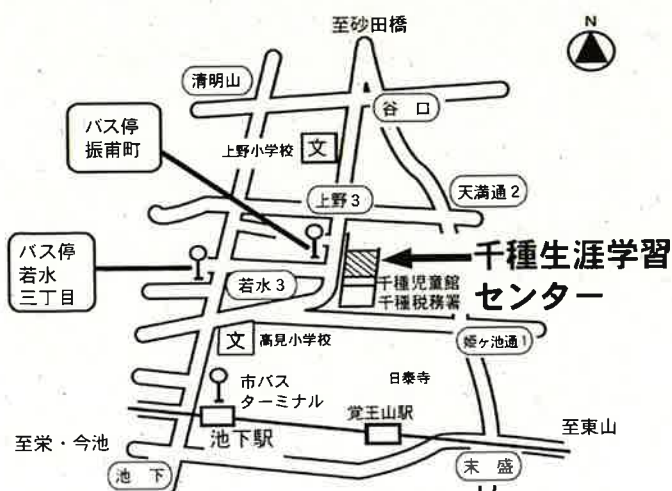 至砂田橋
N
清明山
谷 口
バス停
振甫町
上野小学校
文
上野3
天満通2
バス停
若水
三丁目
若水3
千種生涯学習
センター
千種児童館
千種税務署
文
高見小学校
姫ヶ池通1
市バス
ターミナル
日泰寺
覚王山駅
池下駅
至東山
至栄・今池
池 下
末 盛